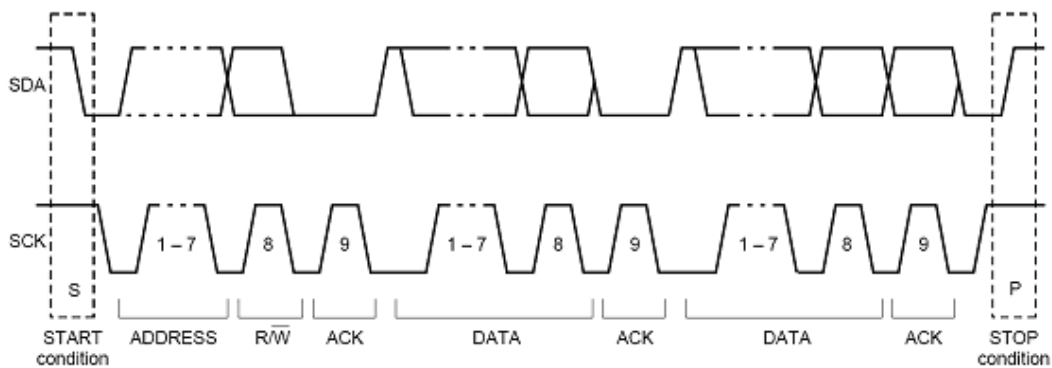 SDA
SCK
1 – 7 8 9 1 – 7 8 9 1 – 7 8 9
S P
START condition ADDRESS R/W̅ ACK DATA ACK DATA ACK STOP condition